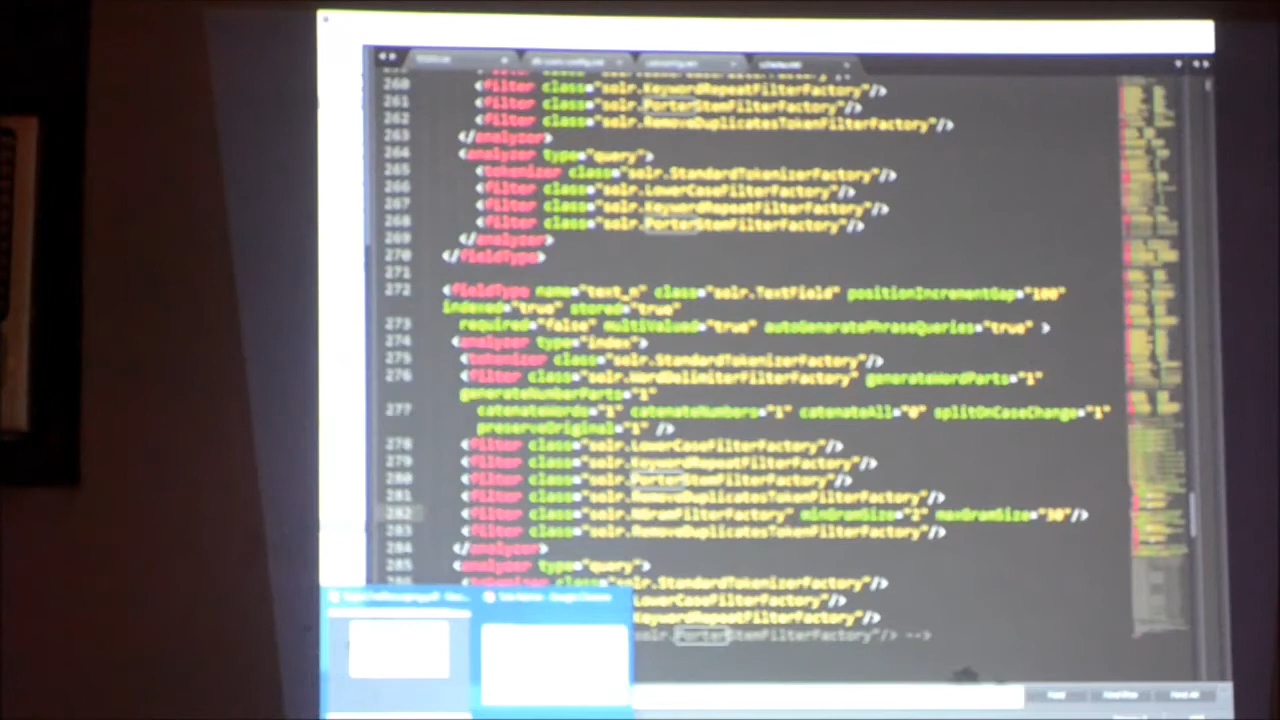 260 <filter class="solr.KeywordRepeatFilterFactory"/>
261 <filter class="solr.PorterStemFilterFactory"/>
262 <filter class="solr.RemoveDuplicatesTokenFilterFactory"/>
263 </analyzer>
264 <analyzer type="query">
265 <tokenizer class="solr.StandardTokenizerFactory"/>
266 <filter class="solr.LowerCaseFilterFactory"/>
267 <filter class="solr.KeywordRepeatFilterFactory"/>
268 <filter class="solr.PorterStemFilterFactory"/>
269 </analyzer>
270 </fieldType>
271
272 <fieldType name="text_n" class="solr.TextField" positionIncrementGap="100"
indexed="true" stored="true"
273 required="false" multiValued="true" autoGeneratePhraseQueries="true" >
274 <analyzer type="index">
275 <tokenizer class="solr.StandardTokenizerFactory"/>
276 <filter class="solr.WordDelimiterFilterFactory" generateWordParts="1"
generateNumberParts="1"
277 catenateWords="1" catenateNumbers="1" catenateAll="0" splitOnCaseChange="1"
preserveOriginal="1" />
278 <filter class="solr.LowerCaseFilterFactory"/>
279 <filter class="solr.KeywordRepeatFilterFactory"/>
280 <filter class="solr.PorterStemFilterFactory"/>
281 <filter class="solr.RemoveDuplicatesTokenFilterFactory"/>
282 <filter class="solr.NGramFilterFactory" minGramSize="2" maxGramSize="30"/>
283 <filter class="solr.RemoveDuplicatesTokenFilterFactory"/>
284 </analyzer>
285 <analyzer type="query">
286 <tokenizer class="solr.StandardTokenizerFactory"/>
LowerCaseFilterFactory"/>
KeywordRepeatFilterFactory"/>
solr.PorterStemFilterFactory"/> -->